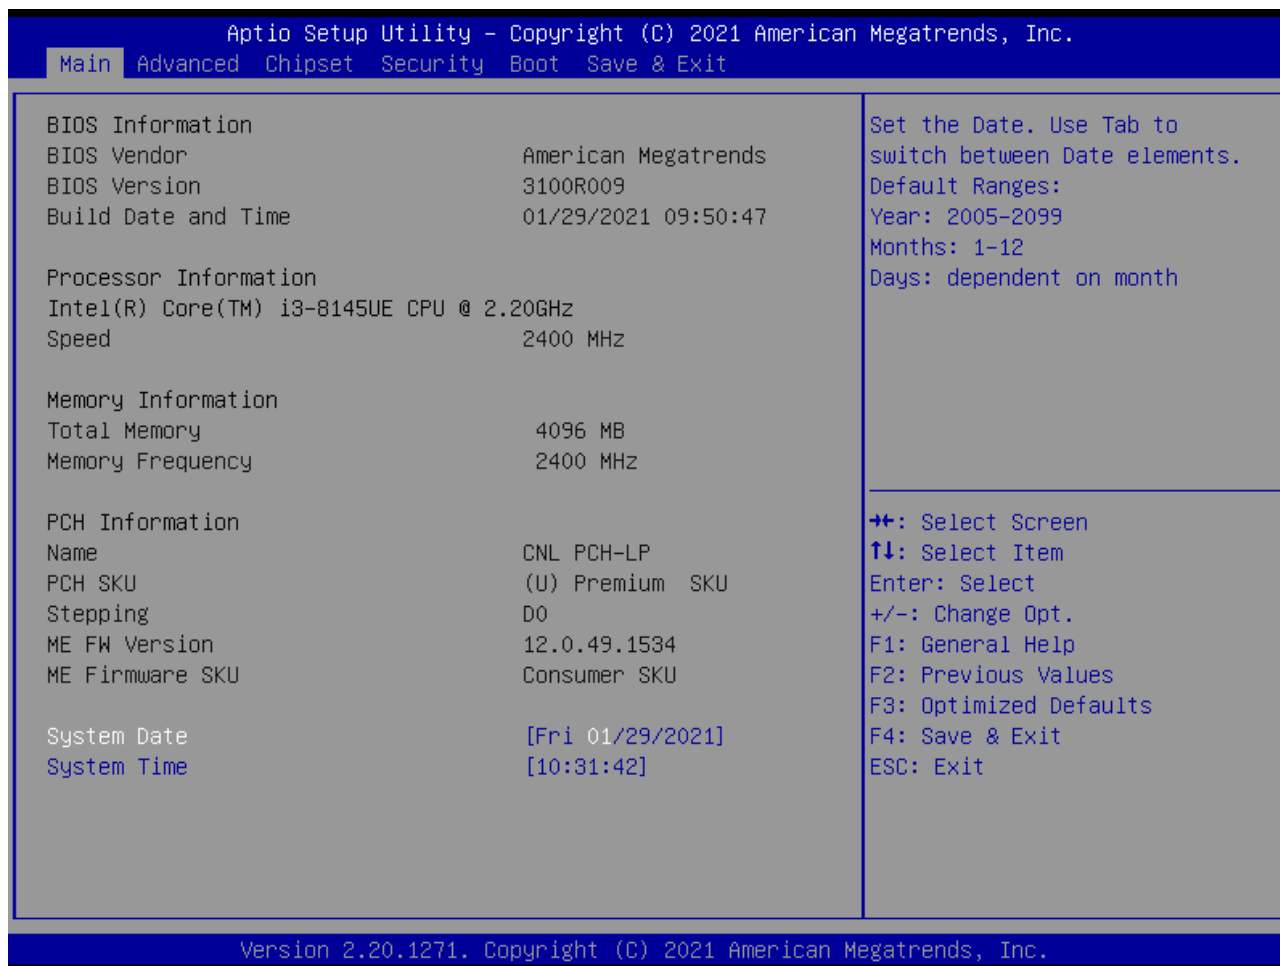 Aptio Setup Utility – Copyright (C) 2021 American Megatrends, Inc.
Main Advanced Chipset Security Boot Save & Exit
BIOS Information
BIOS Vendor American Megatrends
BIOS Version 3100R009
Build Date and Time 01/29/2021 09:50:47
Processor Information
Intel(R) Core(TM) i3-8145UE CPU @ 2.20GHz
Speed 2400 MHz
Memory Information
Total Memory 4096 MB
Memory Frequency 2400 MHz
PCH Information
Name CNL PCH-LP
PCH SKU (U) Premium SKU
Stepping D0
ME FW Version 12.0.49.1534
ME Firmware SKU Consumer SKU
System Date [Fri 01/29/2021]
System Time [10:31:42]
Set the Date. Use Tab to
switch between Date elements.
Default Ranges:
Year: 2005-2099
Months: 1-12
Days: dependent on month
→←: Select Screen
↑↓: Select Item
Enter: Select
+/-: Change Opt.
F1: General Help
F2: Previous Values
F3: Optimized Defaults
F4: Save & Exit
ESC: Exit
Version 2.20.1271. Copyright (C) 2021 American Megatrends, Inc.